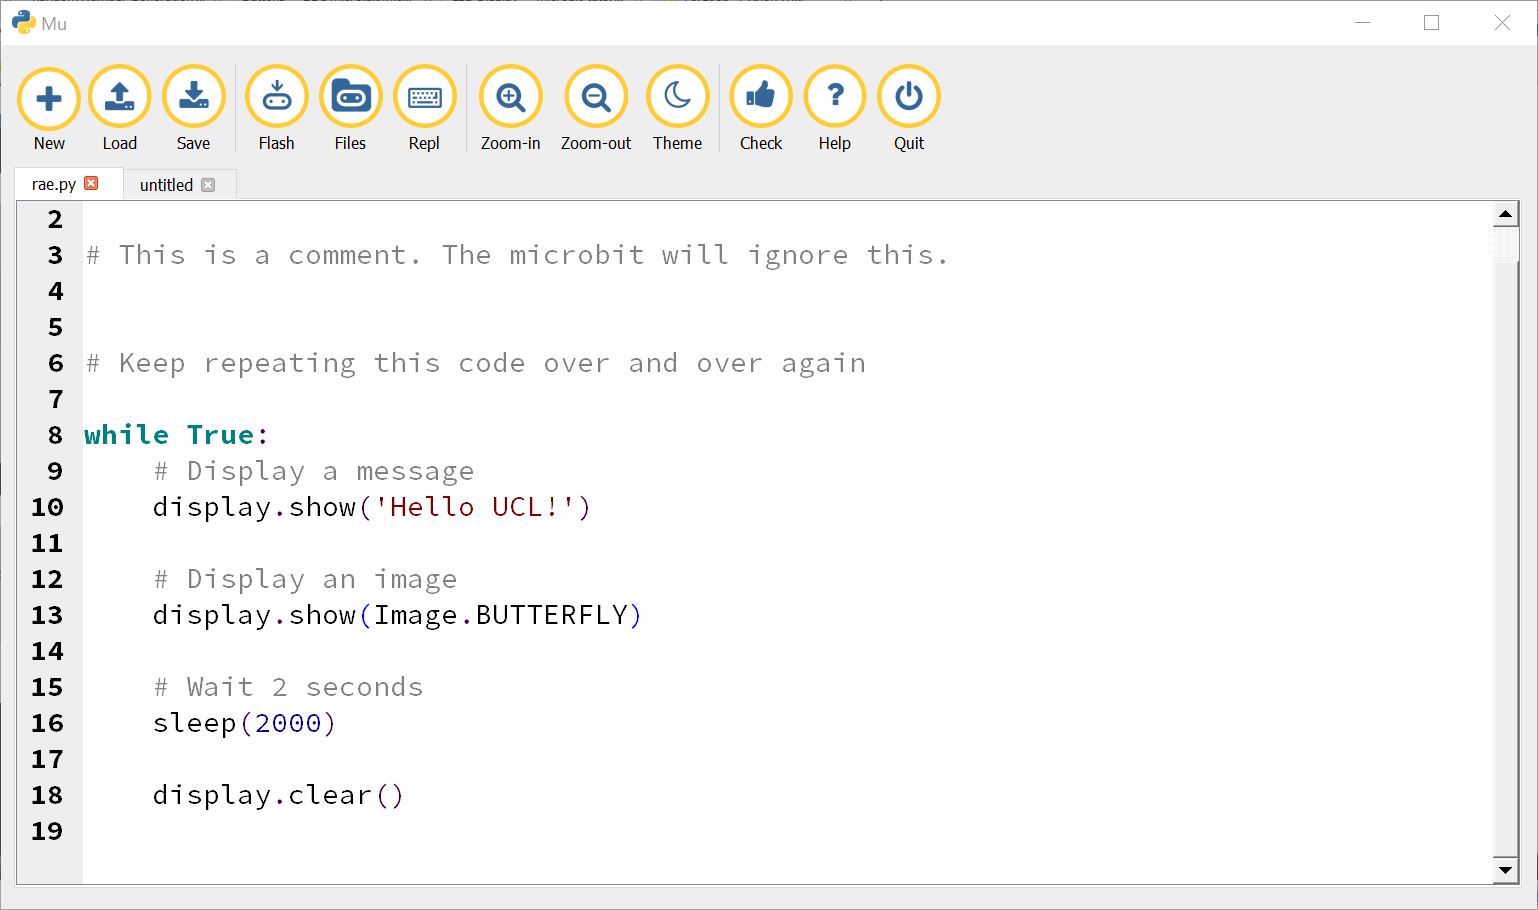 Mu
New Load Save Flash Files Repl Zoom-in Zoom-out Theme Check Help Quit
rae.py untitled
2
3 # This is a comment. The microbit will ignore this.
4
5
6 # Keep repeating this code over and over again
7
8 while True:
9 # Display a message
10 display.show('Hello UCL!')
11
12 # Display an image
13 display.show(Image.BUTTERFLY)
14
15 # Wait 2 seconds
16 sleep(2000)
17
18 display.clear()
19